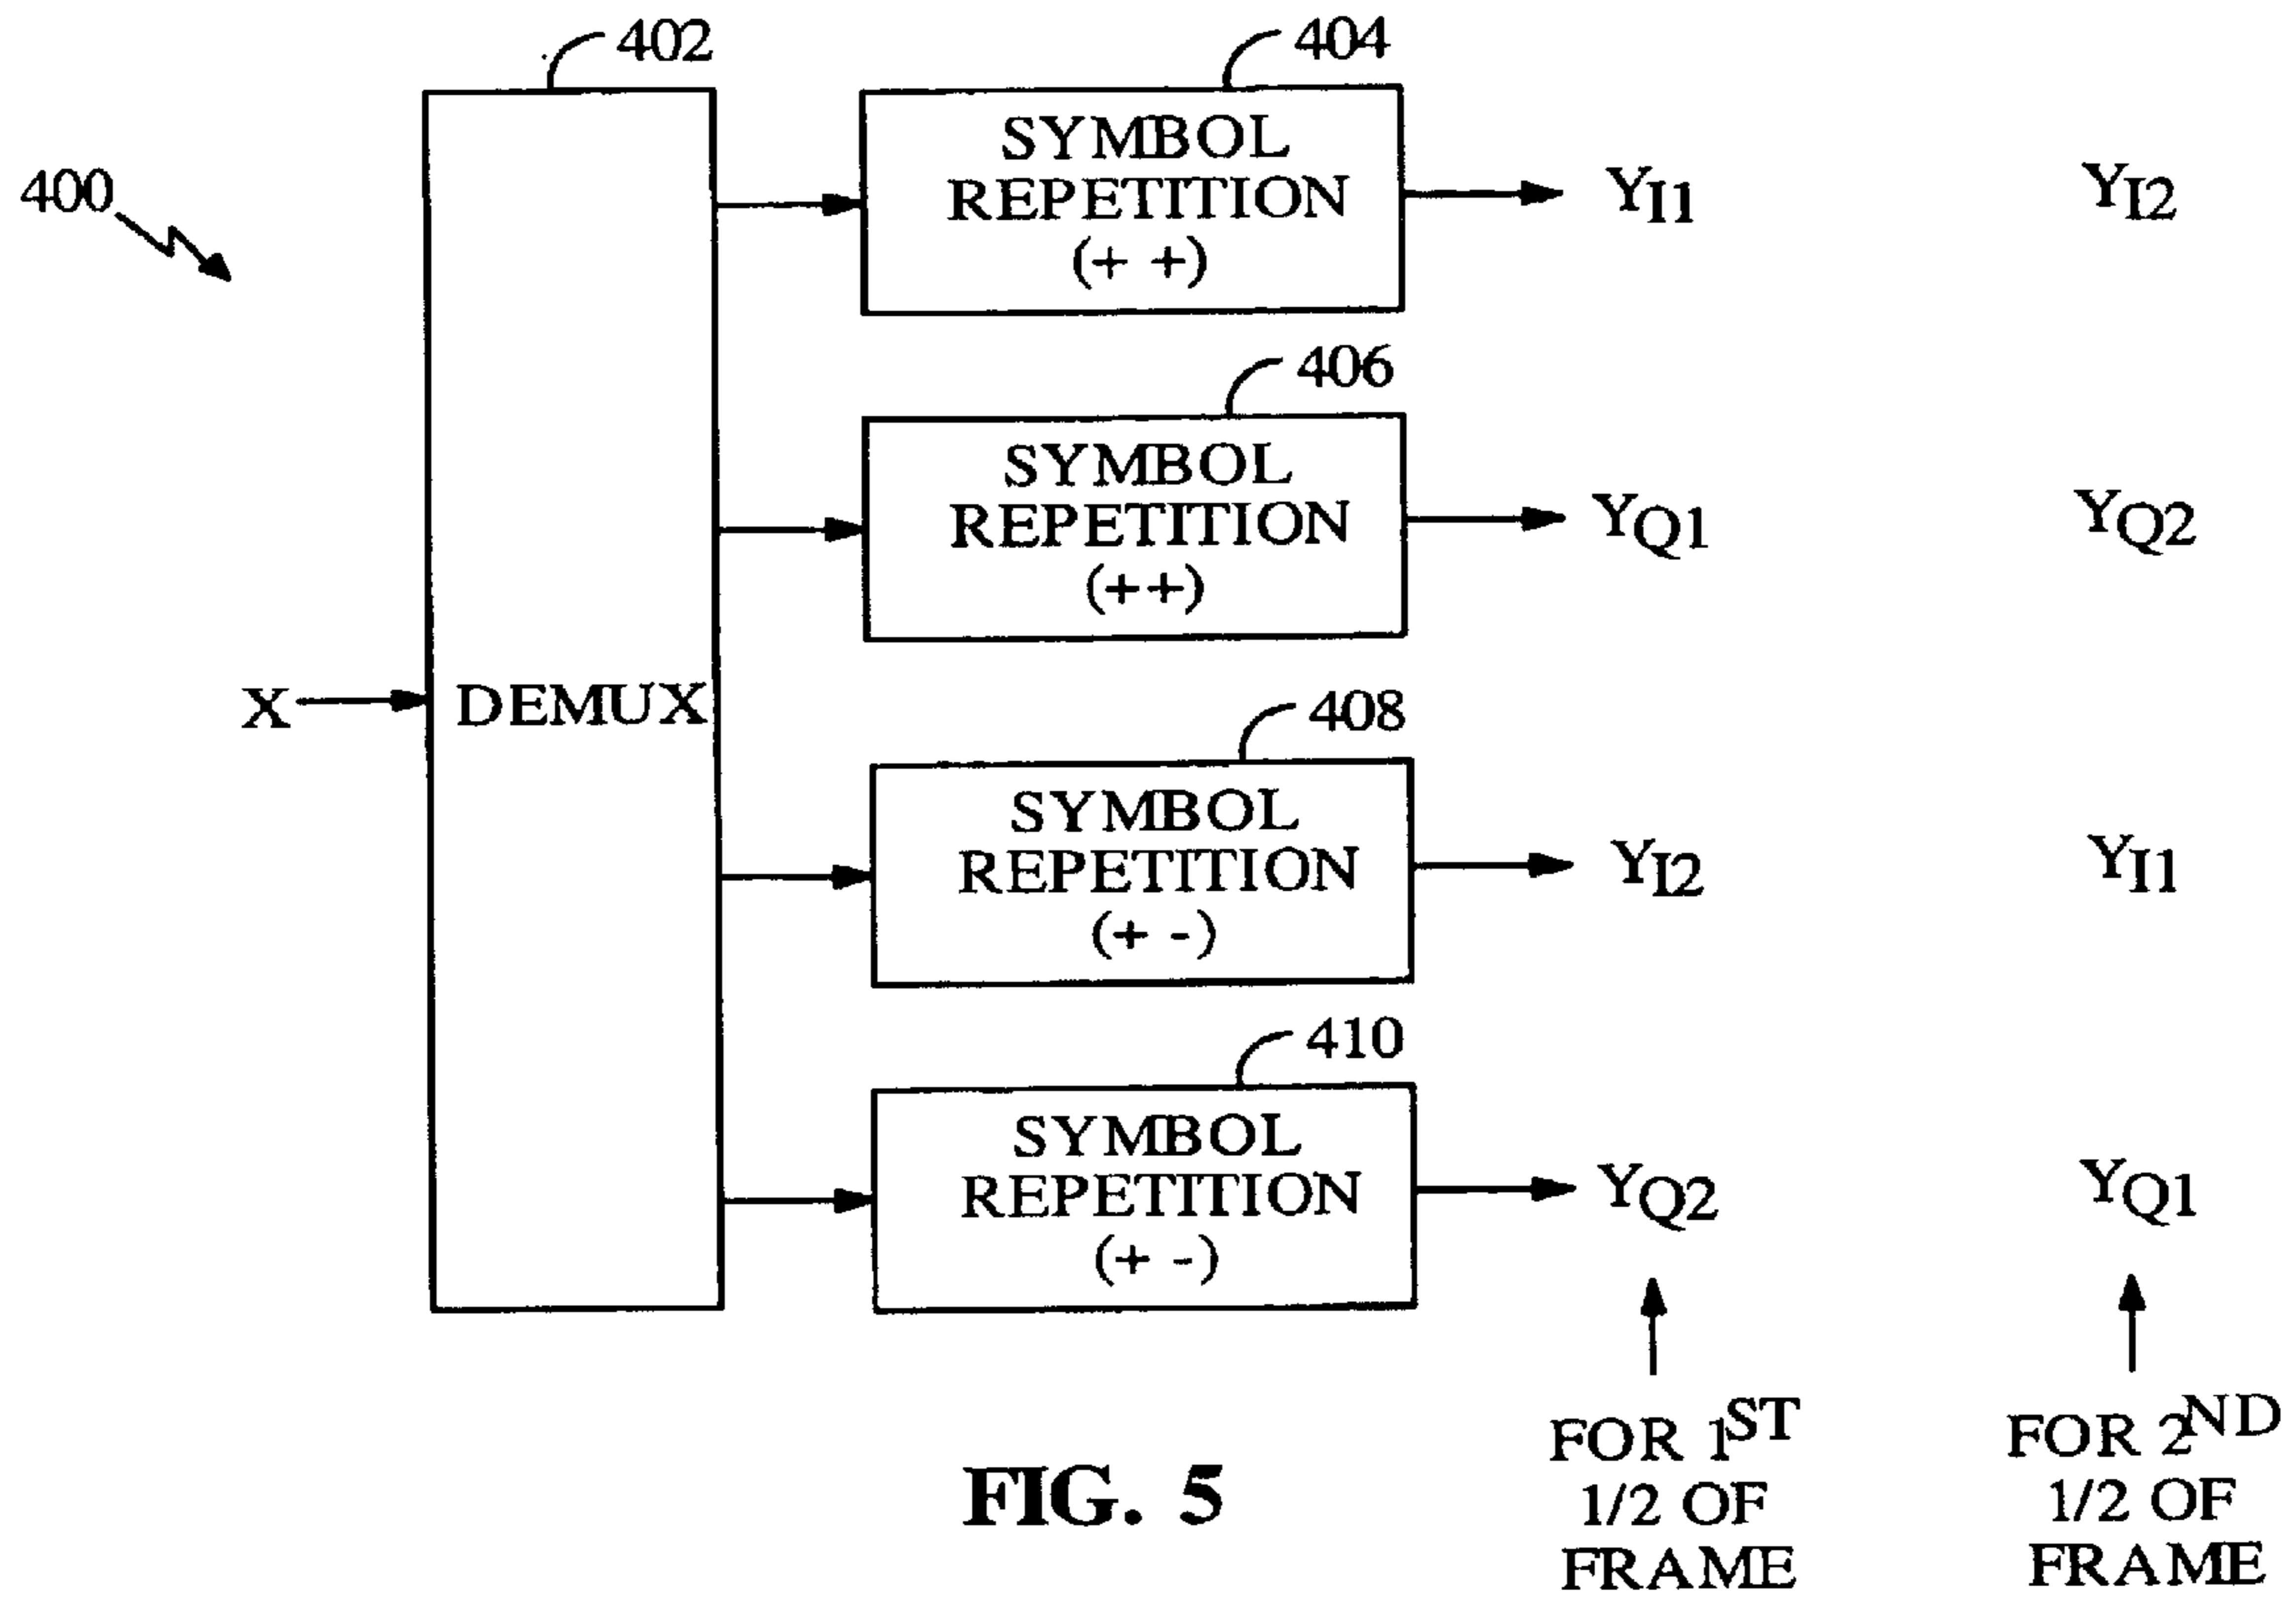 402
404
400
SYMBOL
REPETITION
(+ +)
YI1
YI2
406
SYMBOL
REPETITION
(++)
YQ1
YQ2
X
DEMUX
408
SYMBOL
REPETITION
(+ -)
YI2
YI1
410
SYMBOL
REPETITION
(+ -)
YQ2
YQ1
FOR 1ST
1/2 OF
FRAME
FOR 2ND
1/2 OF
FRAME
FIG. 5